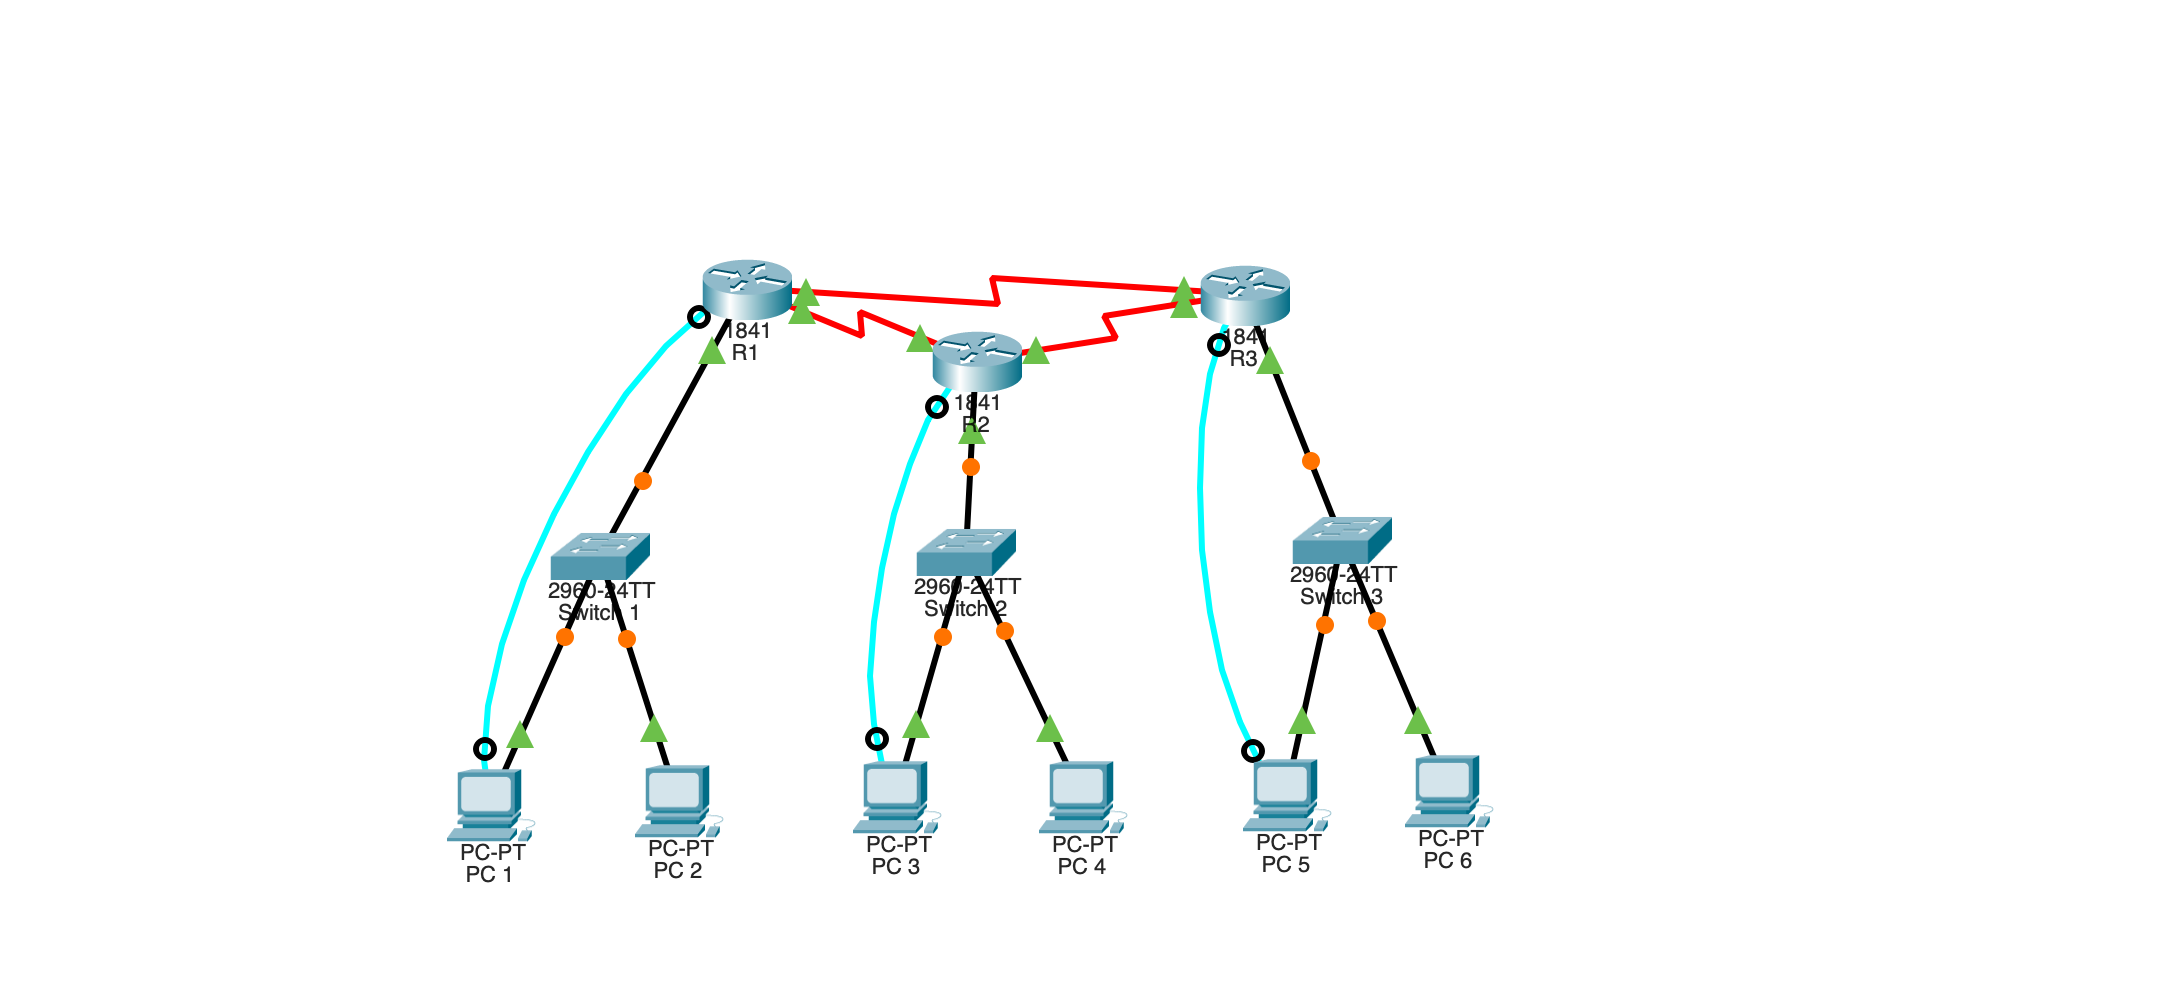 1841
R1
1841
R2
1841
R3
2960-24TT
Switch 1
2960-24TT
Switch 2
2960-24TT
Switch 3
PC-PT
PC 1
PC-PT
PC 2
PC-PT
PC 3
PC-PT
PC 4
PC-PT
PC 5
PC-PT
PC 6